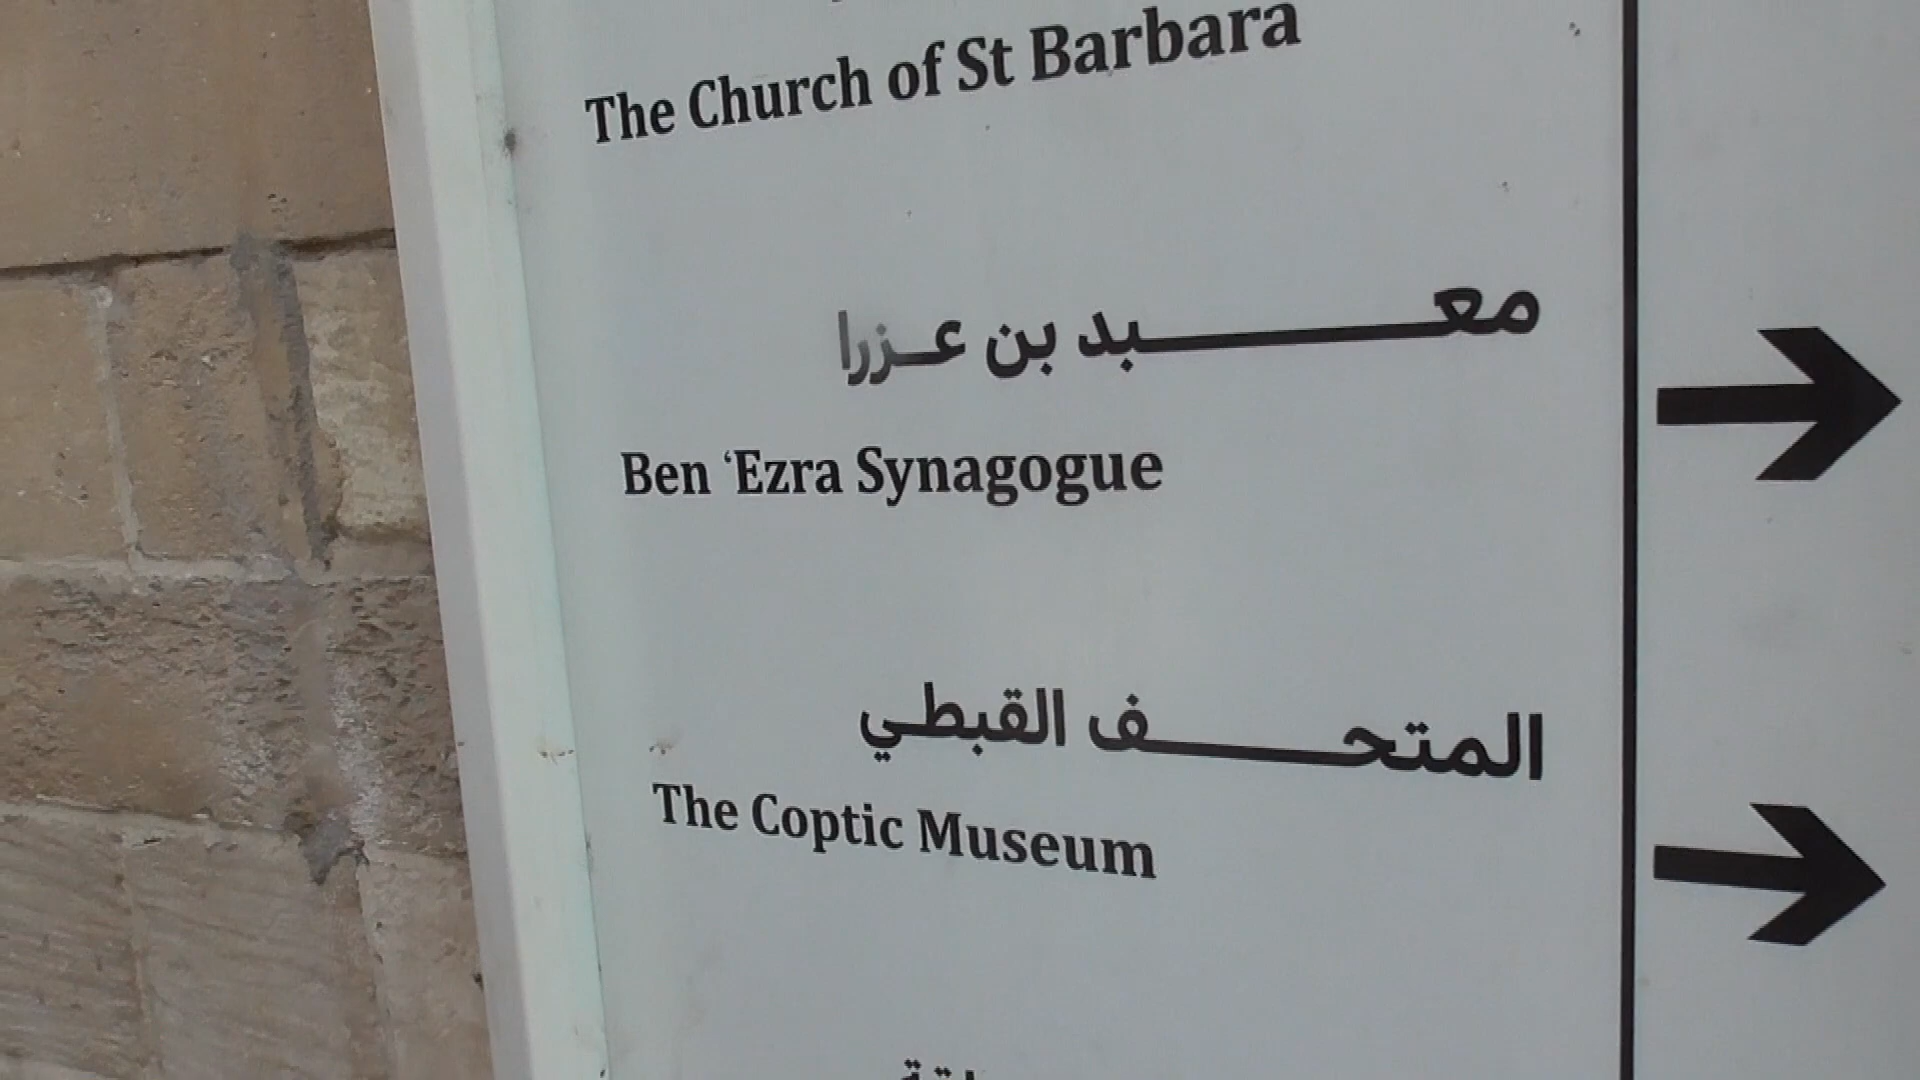 The Church of St Barbara
معبد بن عزرا
Ben ‘Ezra Synagogue
المتحف القبطي
The Coptic Museum